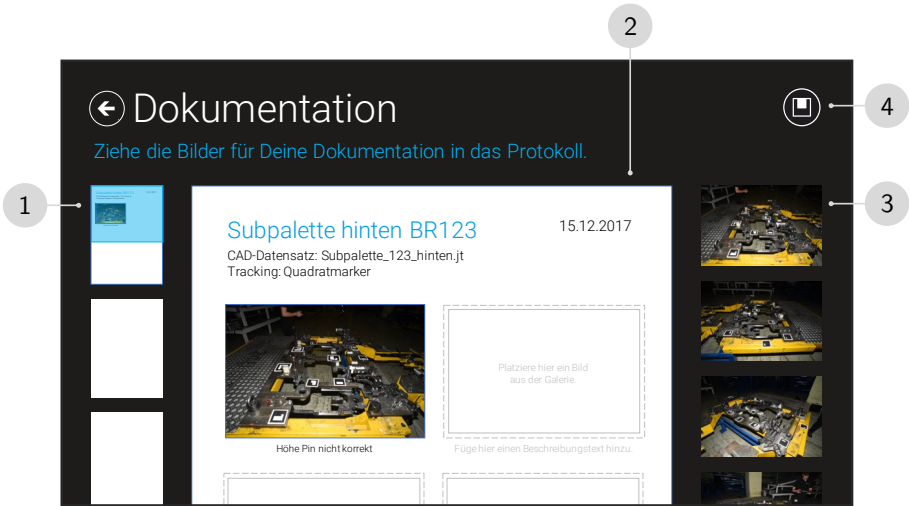 2
Dokumentation
4
Ziehe die Bilder für Deine Dokumentation in das Protokoll.
1
3
Subpalette hinten BR123
15.12.2017
CAD-Datensatz: Subpalette_123_hinten.jt
Tracking: Quadratmarker
Platziere hier ein Bild
aus der Galerie.
Höhe Pin nicht korrekt
Füge hier einen Beschreibungstext hinzu.